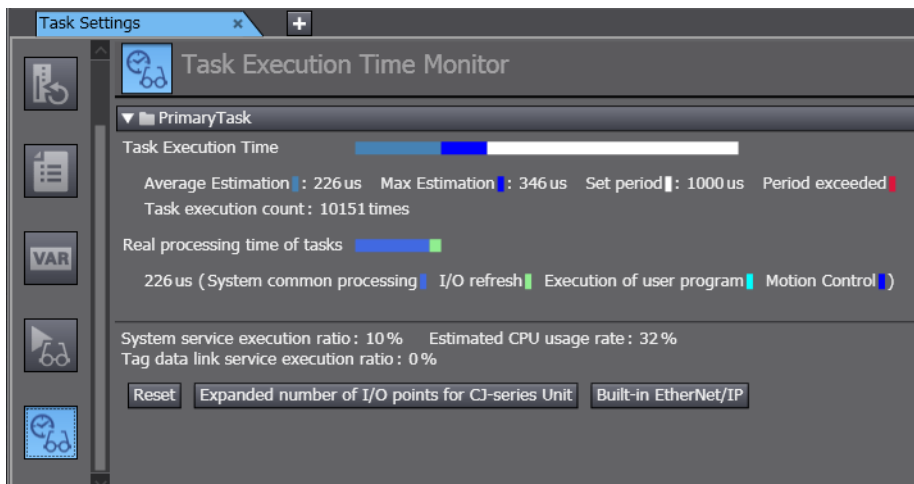 Task Settings × +
Task Execution Time Monitor
PrimaryTask
Task Execution Time
Average Estimation : 226 us Max Estimation : 346 us Set period : 1000 us Period exceeded
Task execution count : 10151 times
Real processing time of tasks
VAR
226 us ( System common processing I/O refresh Execution of user program Motion Control )
System service execution ratio : 10 % Estimated CPU usage rate : 32 %
Tag data link service execution ratio : 0 %
Reset Expanded number of I/O points for CJ-series Unit Built-in EtherNet/IP